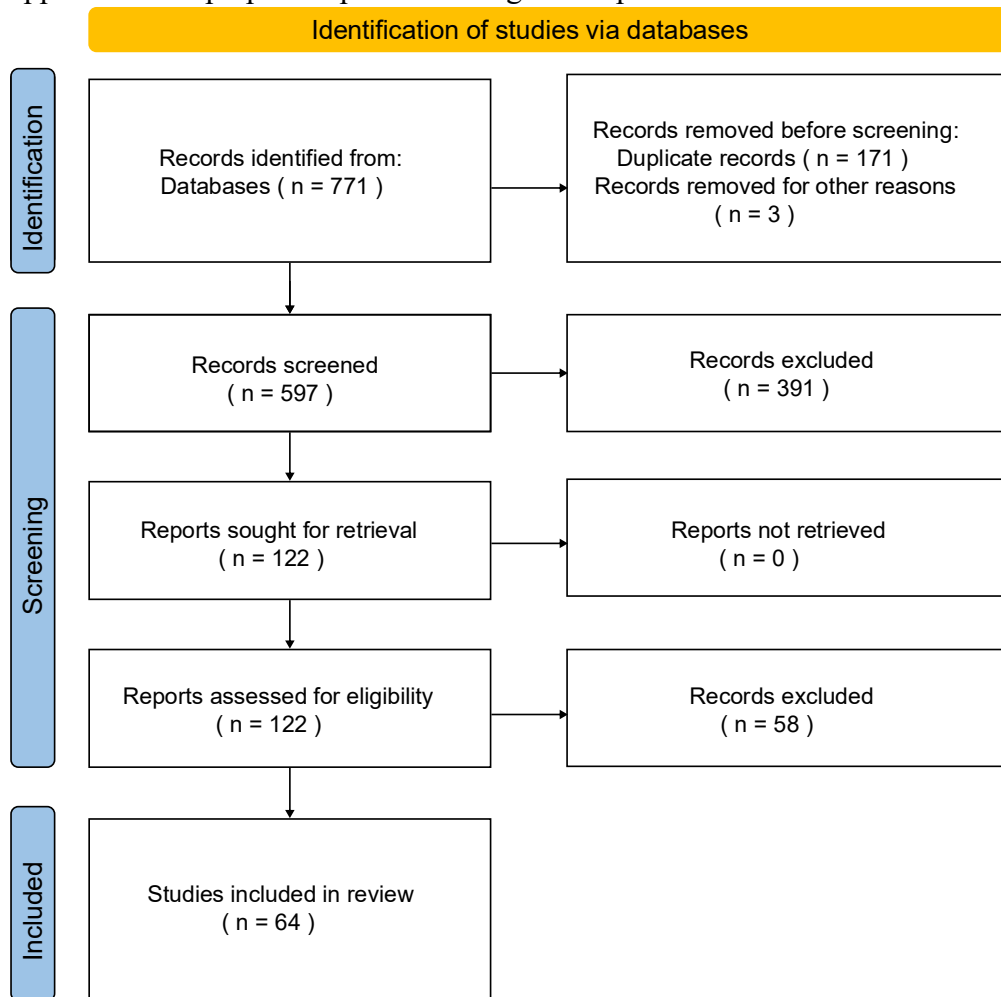 Identification of studies via databases
Identification
Records identified from:
Databases ( n = 771 )
Records removed before screening:
Duplicate records ( n = 171 )
Records removed for other reasons
( n = 3 )
Screening
Records screened
( n = 597 )
Records excluded
( n = 391 )
Reports sought for retrieval
( n = 122 )
Reports not retrieved
( n = 0 )
Reports assessed for eligibility
( n = 122 )
Records excluded
( n = 58 )
Included
Studies included in review
( n = 64 )